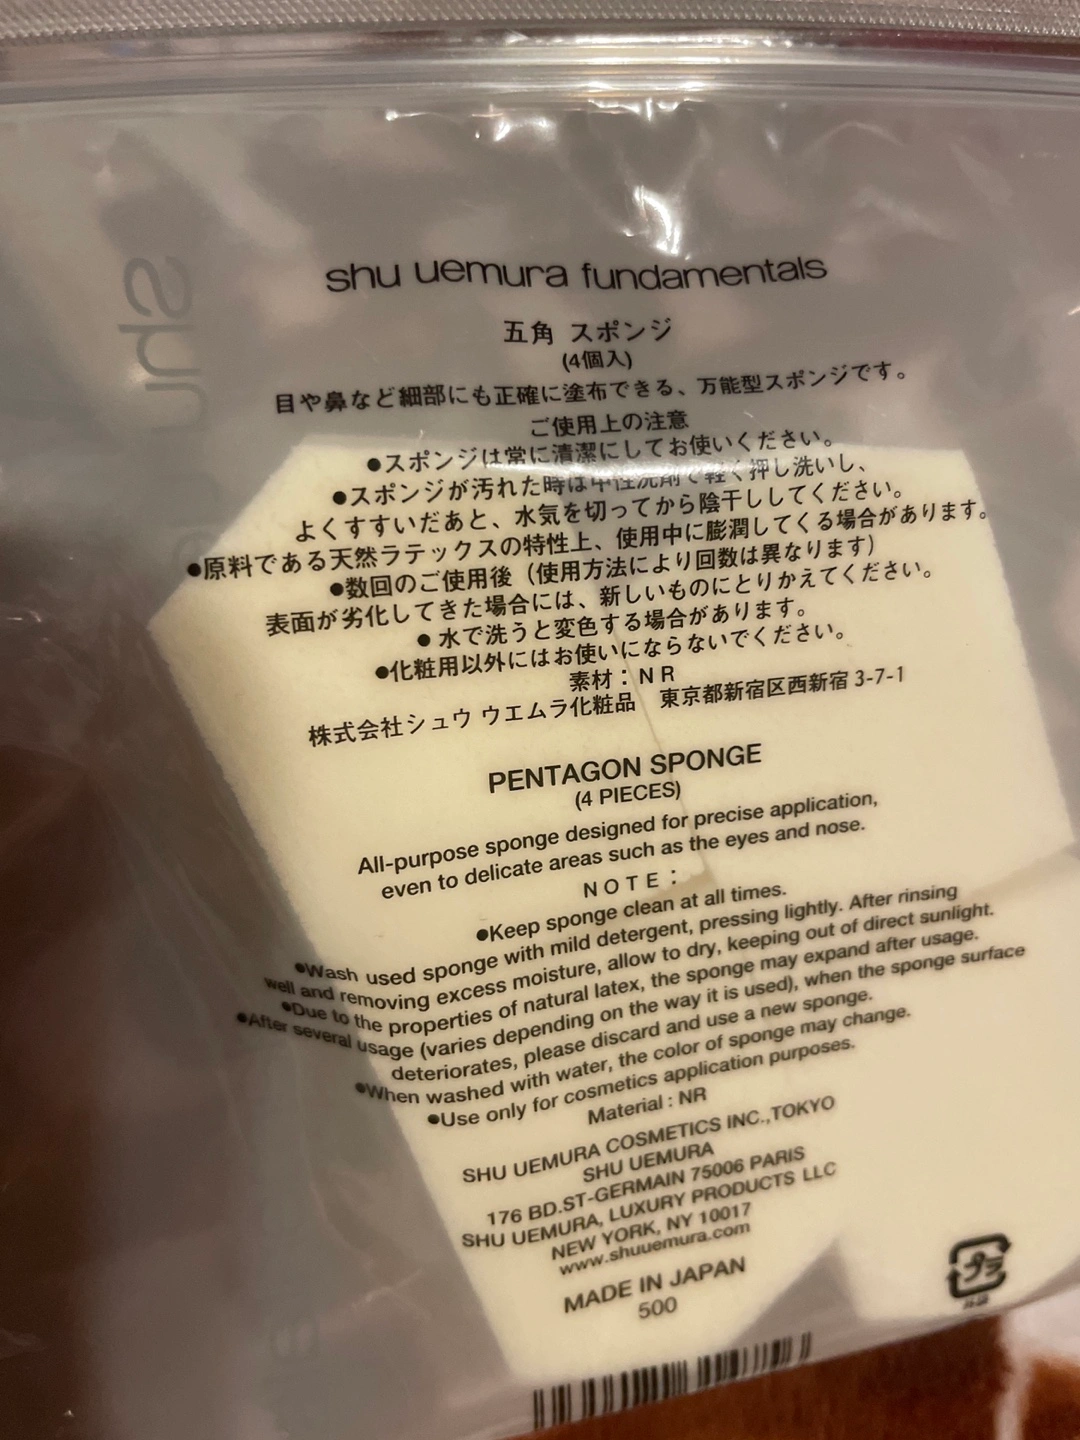 shu uemura fundamentals
五角 スポンジ
(4個入)
目や鼻など細部にも正確に塗布できる、万能型スポンジです。
ご使用上の注意
●スポンジは常に清潔にしてお使いください。
●スポンジが汚れた時は中性洗剤で軽く押し洗いし、
よくすすいだあと、水気を切ってから陰干ししてください。
●原料である天然ラテックスの特性上、使用中に膨潤してくる場合があります。
●数回のご使用後（使用方法により回数は異なります）
表面が劣化してきた場合には、新しいものにとりかえてください。
●水で洗うと変色する場合があります。
●化粧用以外にはお使いにならないでください。
素材：NR
株式会社シュウ ウエムラ化粧品 東京都新宿区西新宿 3-7-1
PENTAGON SPONGE
(4 PIECES)
All-purpose sponge designed for precise application,
even to delicate areas such as the eyes and nose.
NOTE:
●Keep sponge clean at all times.
●Wash used sponge with mild detergent, pressing lightly. After rinsing
well and removing excess moisture, allow to dry, keeping out of direct sunlight.
●Due to the properties of natural latex, the sponge may expand after usage.
●After several usage (varies depending on the way it is used), when the sponge surface
deteriorates, please discard and use a new sponge.
●When washed with water, the color of sponge may change.
●Use only for cosmetics application purposes.
Material : NR
SHU UEMURA COSMETICS INC.,TOKYO
SHU UEMURA
176 BD.ST-GERMAIN 75006 PARIS
SHU UEMURA, LUXURY PRODUCTS LLC
NEW YORK, NY 10017
www.shuuemura.com
MADE IN JAPAN
500
プラ
shu